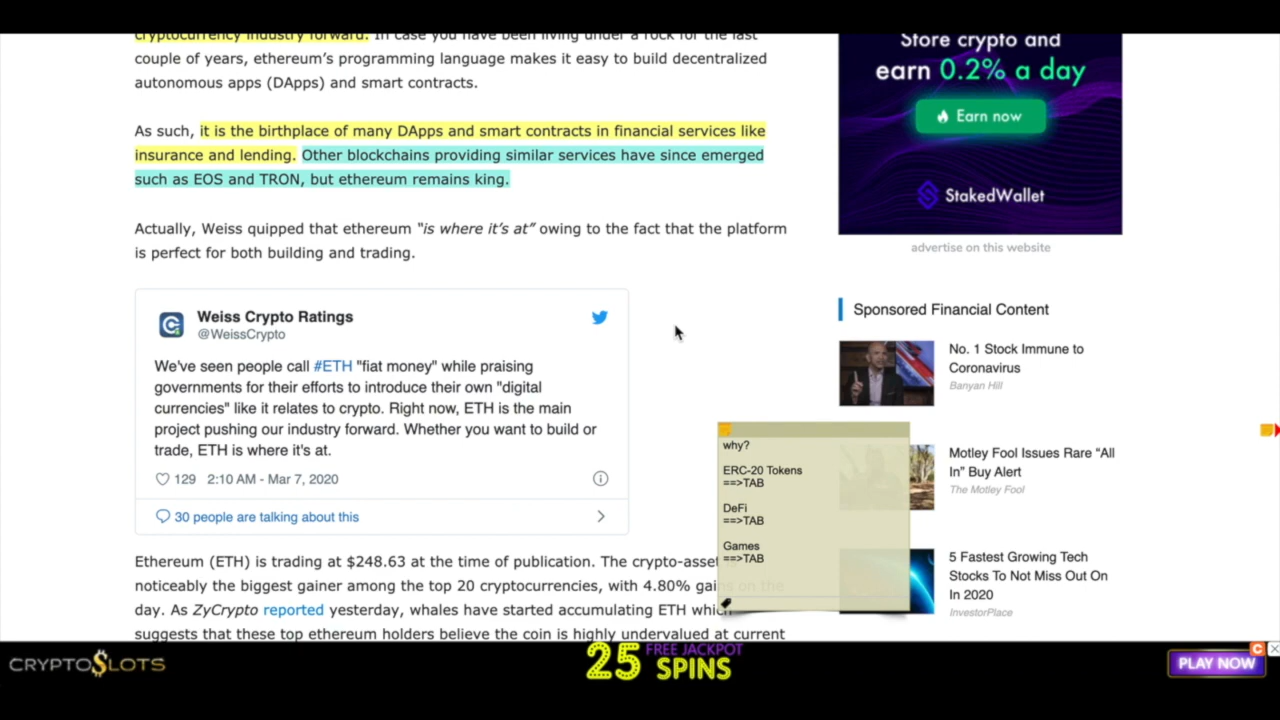 cryptocurrency industry forward. In case you have been living under a rock for the last
couple of years, ethereum's programming language makes it easy to build decentralized
autonomous apps (DApps) and smart contracts.
As such, it is the birthplace of many DApps and smart contracts in financial services like
insurance and lending. Other blockchains providing similar services have since emerged
such as EOS and TRON, but ethereum remains king.
Actually, Weiss quipped that ethereum "is where it's at" owing to the fact that the platform
is perfect for both building and trading.
Weiss Crypto Ratings
@WeissCrypto
We've seen people call #ETH "fiat money" while praising
governments for their efforts to introduce their own "digital
currencies" like it relates to crypto. Right now, ETH is the main
project pushing our industry forward. Whether you want to build or
trade, ETH is where it's at.
129 2:10 AM - Mar 7, 2020
30 people are talking about this
Ethereum (ETH) is trading at $248.63 at the time of publication. The crypto-asset
noticeably the biggest gainer among the top 20 cryptocurrencies, with 4.80% gains on the
day. As ZyCrypto reported yesterday, whales have started accumulating ETH which
suggests that these top ethereum holders believe the coin is highly undervalued at current
Store crypto and
earn 0.2% a day
Earn now
StakedWallet
advertise on this website
Sponsored Financial Content
No. 1 Stock Immune to
Coronavirus
Banyan Hill
Motley Fool Issues Rare "All
In" Buy Alert
The Motley Fool
5 Fastest Growing Tech
Stocks To Not Miss Out On
In 2020
InvestorPlace
why?
ERC-20 Tokens
==>TAB
DeFi
==>TAB
Games
==>TAB
CRYPTOSLOTS
25 FREE JACKPOT
SPINS
PLAY NOW